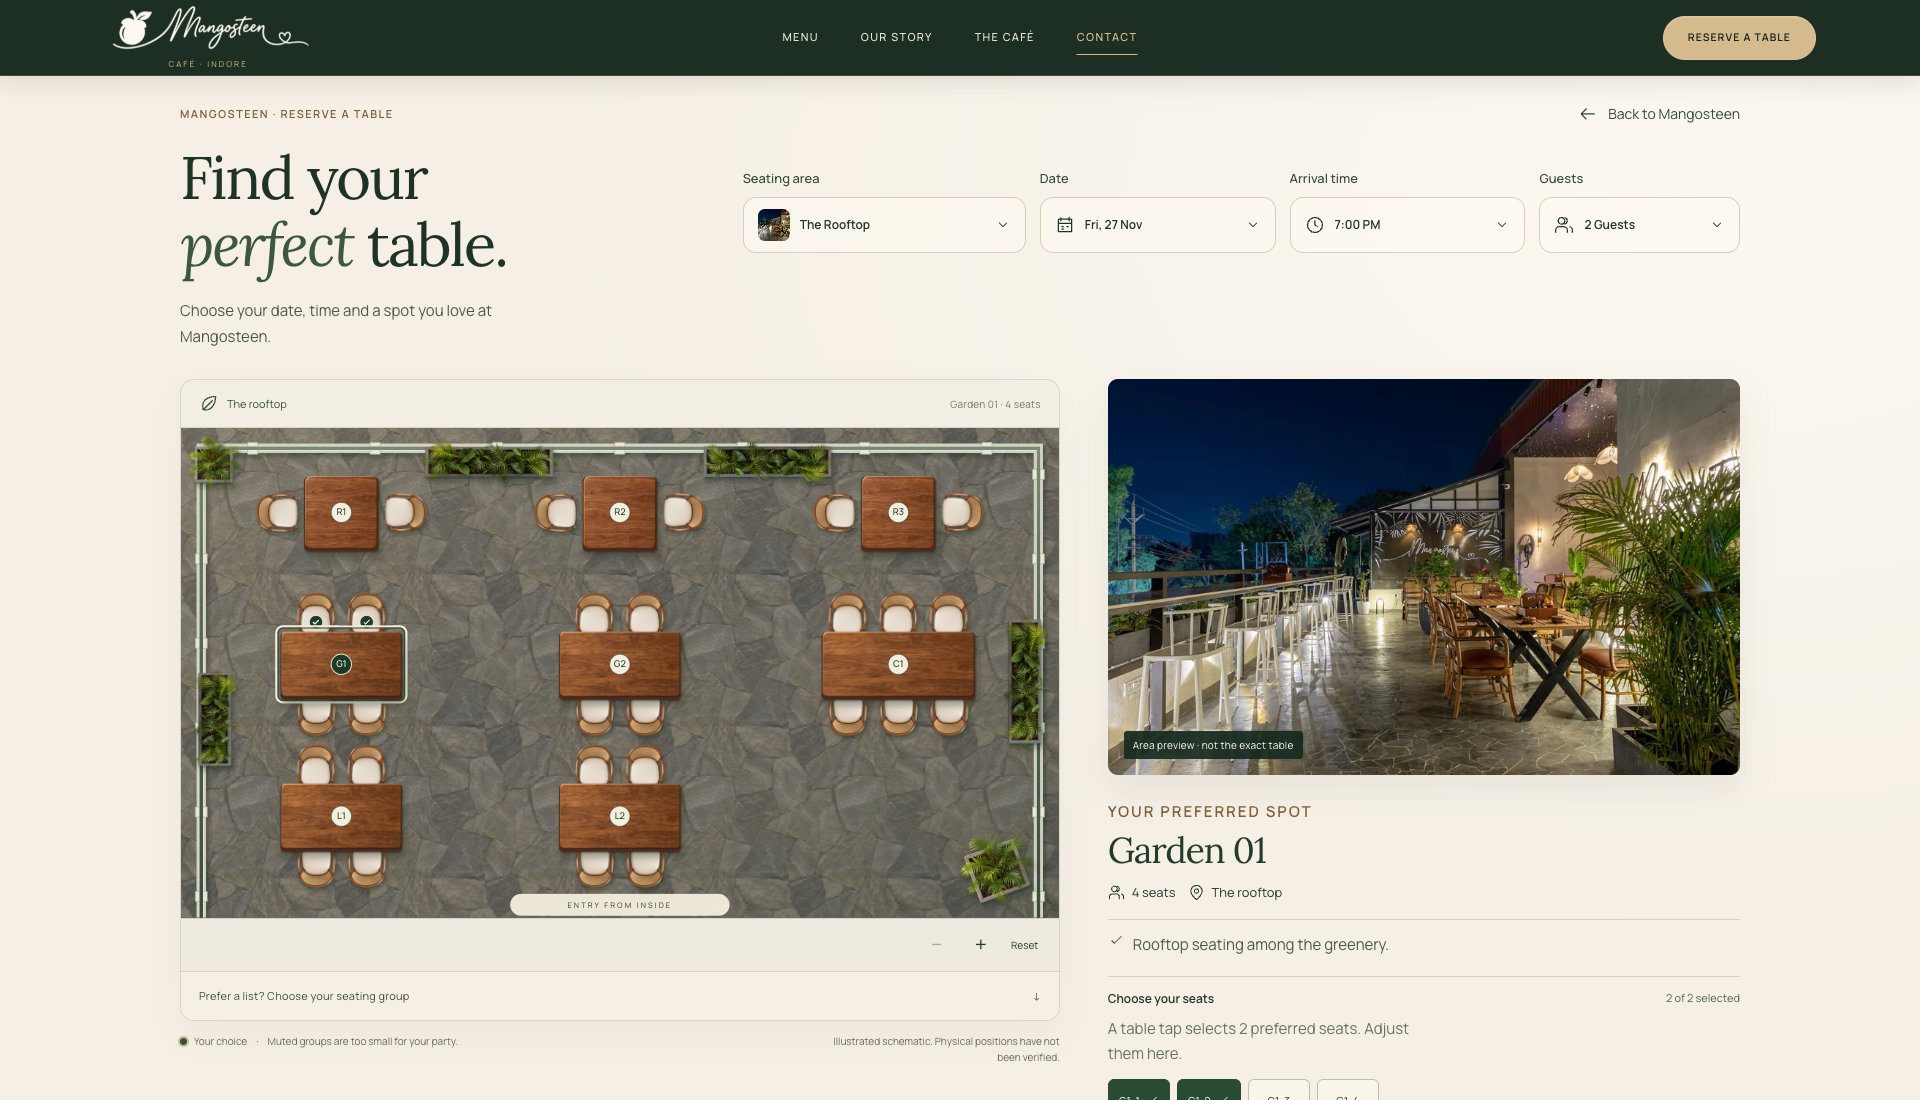 Mangosteen
CAFÉ · INDORE
MENU
OUR STORY
THE CAFÉ
CONTACT
RESERVE A TABLE
MANGOSTEEN · RESERVE A TABLE
Back to Mangosteen
Find your
perfect table.
Choose your date, time and a spot you love at
Mangosteen.
Seating area
The Rooftop
Date
Fri, 27 Nov
Arrival time
7:00 PM
Guests
2 Guests
The rooftop
Garden 01 · 4 seats
R1
R2
R3
G1
G2
C1
L1
L2
ENTRY FROM INSIDE
Reset
Prefer a list? Choose your seating group
Your choice · Muted groups are too small for your party.
Illustrated schematic. Physical positions have not
been verified.
Mangosteen
Area preview · not the exact table
YOUR PREFERRED SPOT
Garden 01
4 seats
The rooftop
Rooftop seating among the greenery.
Choose your seats
2 of 2 selected
A table tap selects 2 preferred seats. Adjust
them here.